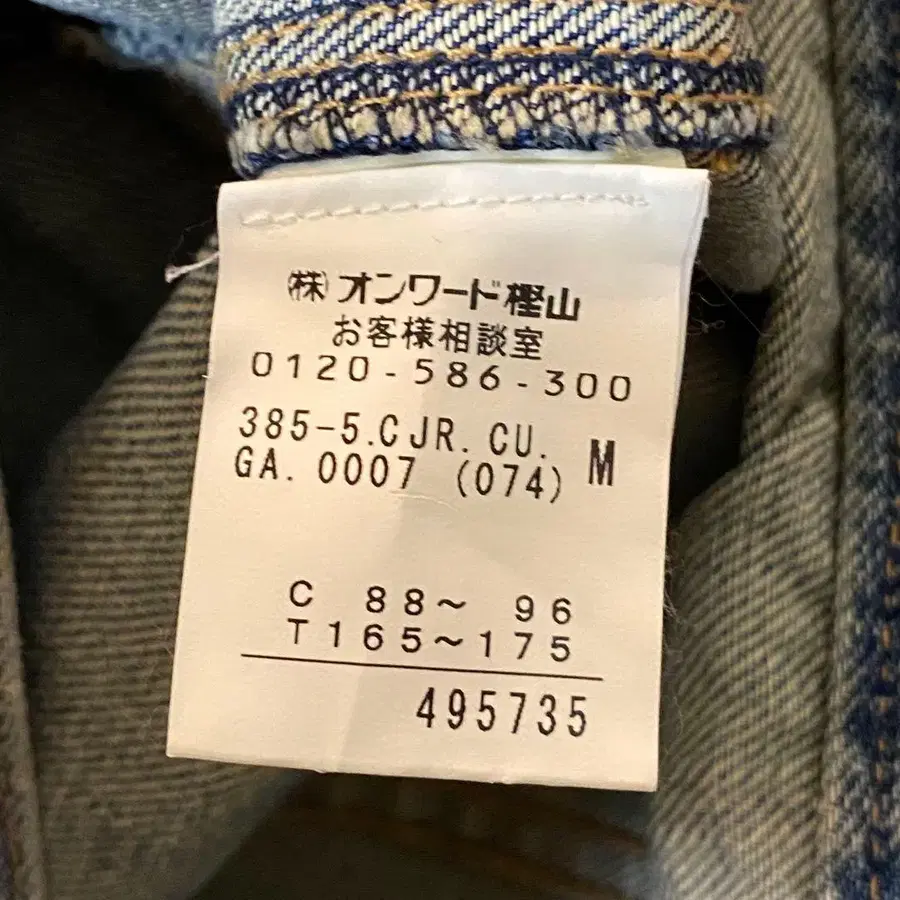 ㈱オンワード樫山
お客様相談室
0120-586-300
385-5.CJR.CU. M
GA.0007 (074)
C 88～ 96
T165～175
495735